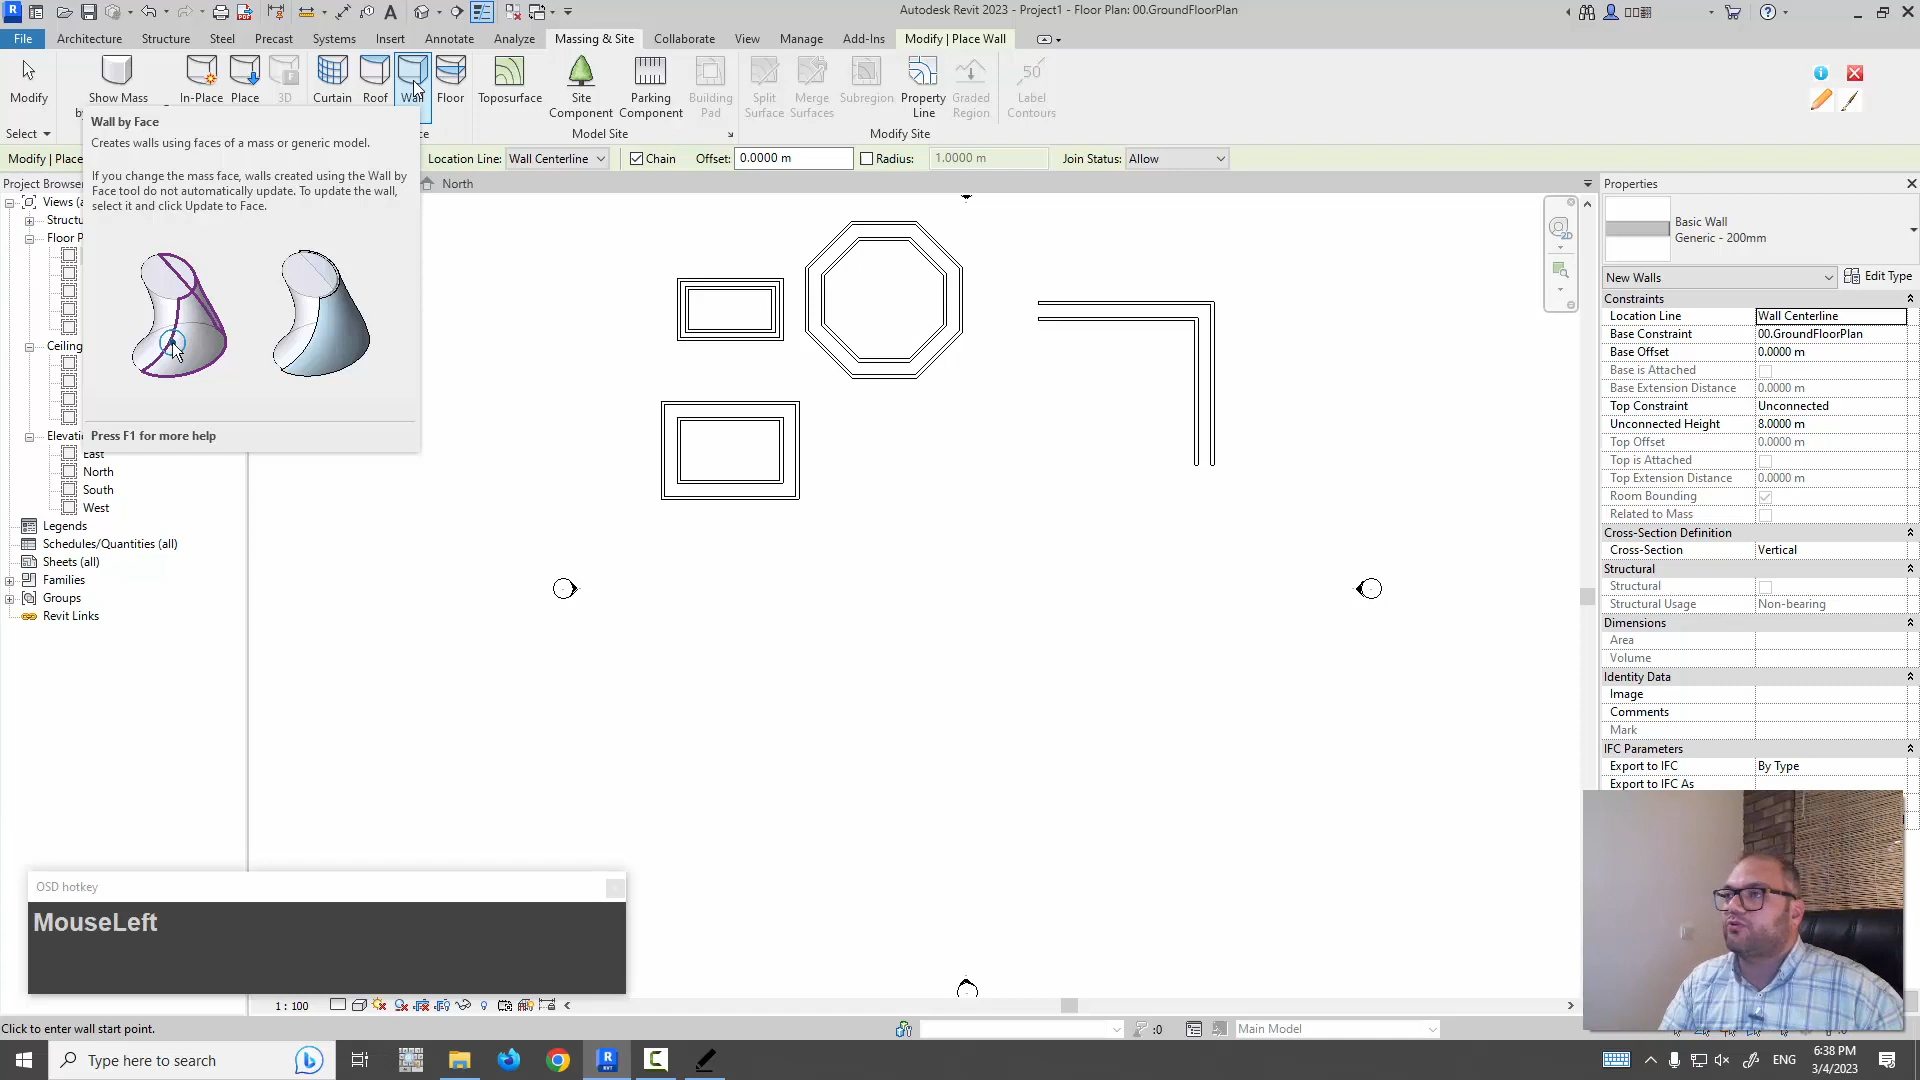 Autodesk Revit 2023 - Project1 - Floor Plan: 00.GroundFloorPlan
File
Architecture
Structure
Steel
Precast
Systems
Insert
Annotate
Analyze
Massing & Site
Collaborate
View
Manage
Add-Ins
Modify | Place Wall
Modify
Show Mass
In-Place
Place
3D
Curtain
Roof
Wall
Floor
Toposurface
Site
Component
Parking
Component
Building
Pad
Split
Surface
Merge
Surfaces
Subregion
Property
Line
Graded
Region
50
Label
Contours
Select
Model Site
Modify Site
Modify | Place
Location Line:
Wall Centerline
Chain
Offset:
0.0000 m
Radius:
1.0000 m
Join Status:
Allow
Wall by Face
Creates walls using faces of a mass or generic model.
If you change the mass face, walls created using the Wall by
Face tool do not automatically update. To update the wall,
select it and click Update to Face.
Press F1 for more help
North
East
North
South
West
Legends
Schedules/Quantities (all)
Sheets (all)
Families
Groups
Revit Links
Properties
Basic Wall
Generic - 200mm
New Walls
Edit Type
Constraints
Location Line Wall Centerline
Base Constraint 00.GroundFloorPlan
Base Offset 0.0000 m
Base is Attached
Base Extension Distance 0.0000 m
Top Constraint Unconnected
Unconnected Height 8.0000 m
Top Offset 0.0000 m
Top is Attached
Top Extension Distance 0.0000 m
Room Bounding
Related to Mass
Cross-Section Definition
Cross-Section Vertical
Structural
Structural
Structural Usage Non-bearing
Dimensions
Area
Volume
Identity Data
Image
Comments
Mark
IFC Parameters
Export to IFC By Type
Export to IFC As
OSD hotkey
MouseLeft
1 : 100
Click to enter wall start point.
:0
Main Model
Type here to search
ENG
6:38 PM
3/4/2023